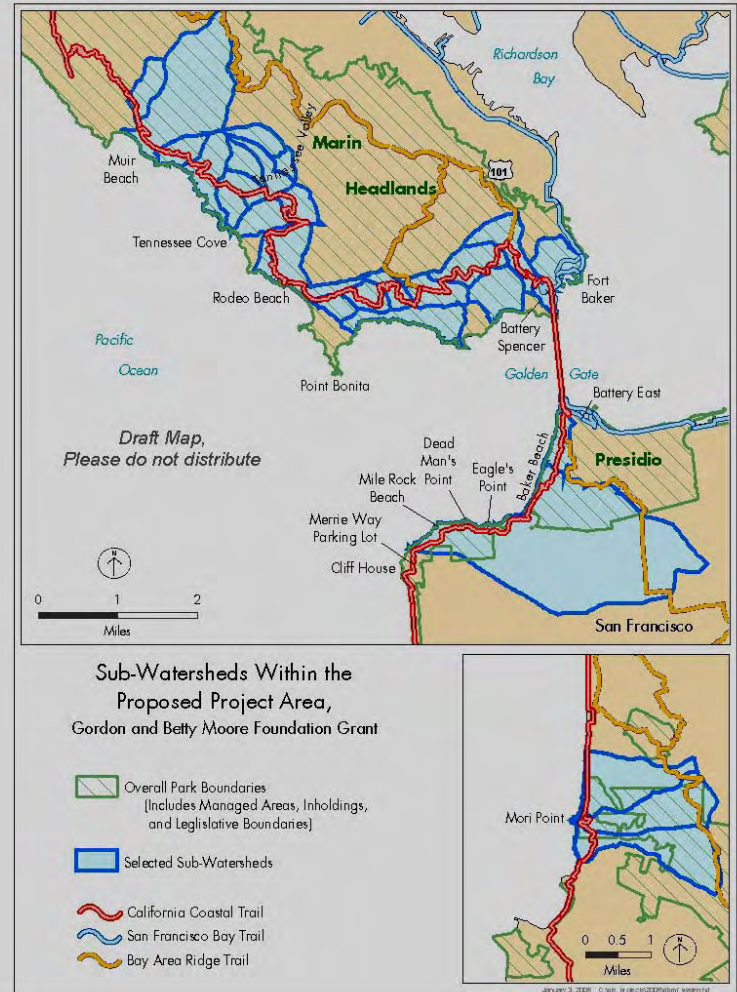 Richardson
Bay
Tennessee Valley
Marin
Headlands
101
Muir
Beach
Tennessee Cove
Rodeo Beach
Fort
Baker
Battery
Spencer
Pacific
Ocean
Point Bonita
Golden Gate
Battery East
Draft Map,
Please do not distribute
Dead
Man's
Point
Eagle's
Point
Baker Beach
Presidio
Mile Rock
Beach
Merrie Way
Parking Lot
Cliff House
N
0 1 2
Miles
San Francisco
Sub-Watersheds Within the
Proposed Project Area,
Gordon and Betty Moore Foundation Grant
Overall Park Boundaries
(Includes Managed Areas, Inholdings,
and Leglislative Boundaries)
Selected Sub-Watersheds
California Coastal Trail
San Francisco Bay Trail
Bay Area Ridge Trail
Mori Point
0 0.5 1
Miles
N
January 3, 2006